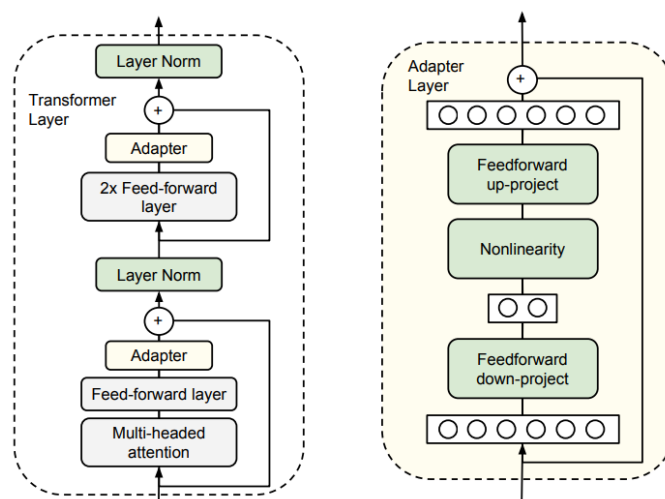 Layer Norm
Transformer
Layer
+
Adapter
2x Feed-forward
layer
Layer Norm
+
Adapter
Feed-forward layer
Multi-headed
attention
Adapter
Layer
+
Feedforward
up-project
Nonlinearity
Feedforward
down-project